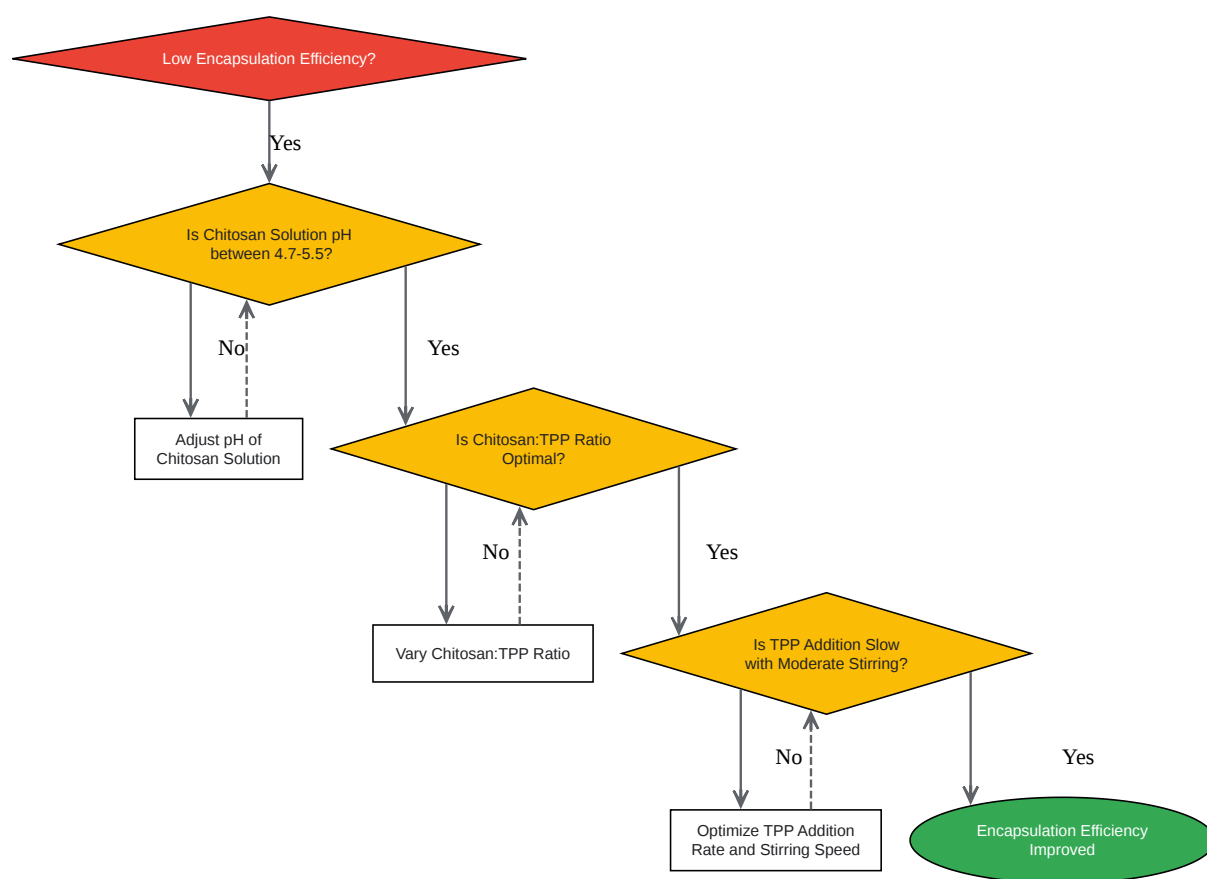 Low Encapsulation Efficiency?
Yes
Is Chitosan Solution pH
between 4.7-5.5?
No
Yes
Adjust pH of
Chitosan Solution
Is Chitosan:TPP Ratio
Optimal?
No
Yes
Vary Chitosan:TPP Ratio
Is TPP Addition Slow
with Moderate Stirring?
No
Yes
Optimize TPP Addition
Rate and Stirring Speed
Encapsulation Efficiency
Improved